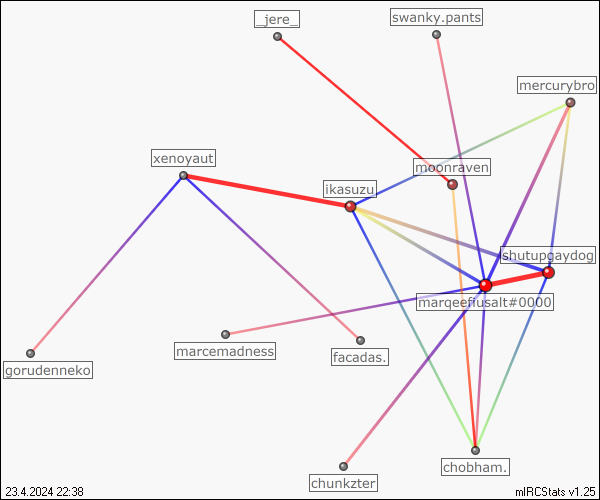 _jere_
swanky.pants
mercurybro
xenoyaut
moonraven
ikasuzu
shutupgaydog
marqeefusalt#0000
marcemadness
facadas.
gorudenneko
chobham.
chunkzter
23.4.2024 22:38
mIRCStats v1.25